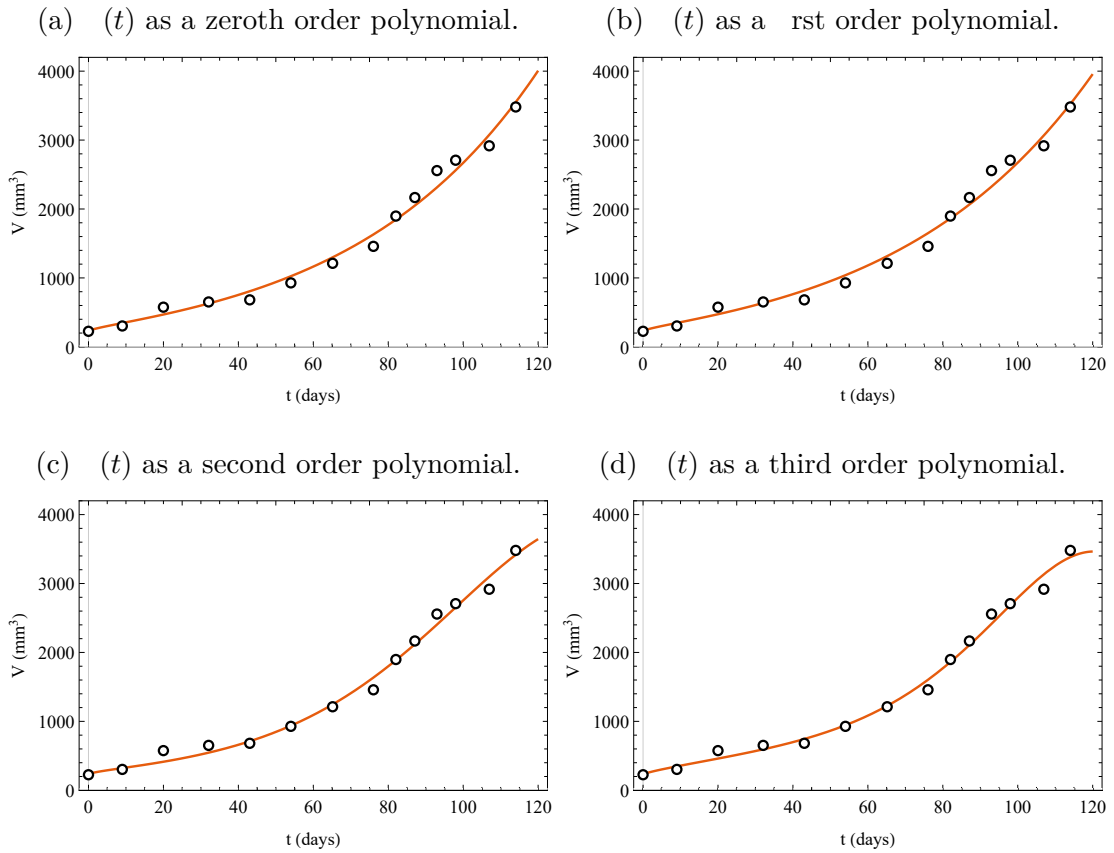 (a) (t) as a zeroth order polynomial.
(b) (t) as a rst order polynomial.
4000
3000
2000
1000
0
V (mm³)
0 20 40 60 80 100 120
t (days)
4000
3000
2000
1000
0
V (mm³)
0 20 40 60 80 100 120
t (days)
(c) (t) as a second order polynomial.
(d) (t) as a third order polynomial.
4000
3000
2000
1000
0
V (mm³)
0 20 40 60 80 100 120
t (days)
4000
3000
2000
1000
0
V (mm³)
0 20 40 60 80 100 120
t (days)